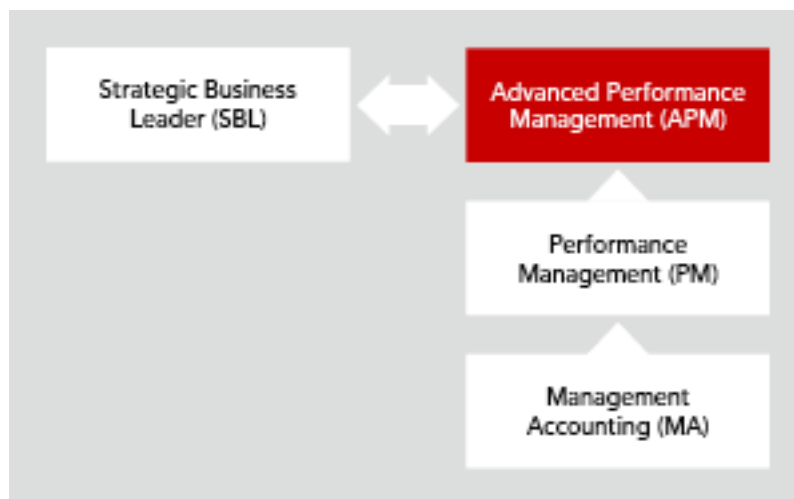 Strategic Business
Leader (SBL)
Advanced Performance
Management (APM)
Performance
Management (PM)
Management
Accounting (MA)